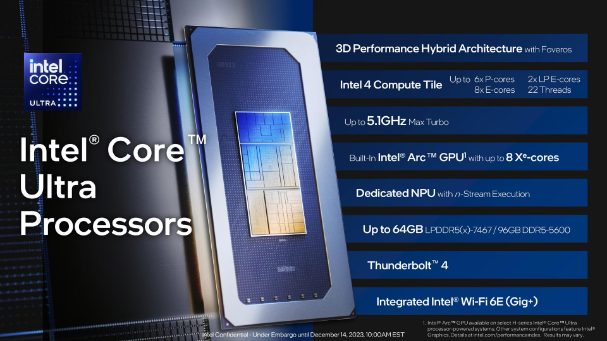 intel
CORE
ULTRA
Intel® Core™
Ultra
Processors
3D Performance Hybrid Architecture with Foveros
Intel 4 Compute Tile Up to 6x P-cores 2x LP E-cores
8x E-cores 22 Threads
Up to 5.1GHz Max Turbo
Built-In Intel® Arc™ GPU¹ with up to 8 Xᵉ-cores
Dedicated NPU with n-Stream Execution
Up to 64GB LPDDR5(x)-7467 / 96GB DDR5-5600
Thunderbolt™ 4
Integrated Intel® Wi-Fi 6E (Gig+)
Intel Confidential - Under Embargo until December 14, 2023, 10:00AM EST
1. Intel® Arc™ GPU available on select H-series Intel® Core™ Ultra
processor-powered systems. Other system configurations feature Intel®
Graphics. Details at intel.com/performanceindex. Results may vary.